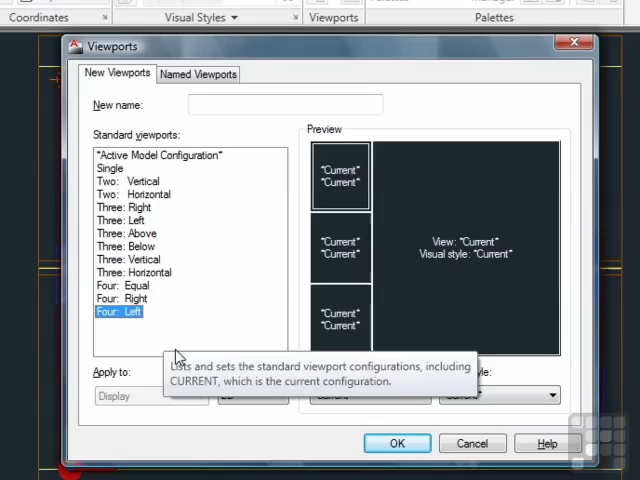 Coordinates
Visual Styles
Viewports
Palettes
Viewports
New Viewports
Named Viewports
New name:
Standard viewports:
*Active Model Configuration*
Single
Two: Vertical
Two: Horizontal
Three: Right
Three: Left
Three: Above
Three: Below
Three: Vertical
Three: Horizontal
Four: Equal
Four: Right
Four: Left
Preview
*Current*
*Current*
*Current*
*Current*
*Current*
*Current*
View: *Current*
Visual style: *Current*
Lists and sets the standard viewport configurations, including
CURRENT, which is the current configuration.
Apply to:
Display
OK
Cancel
Help